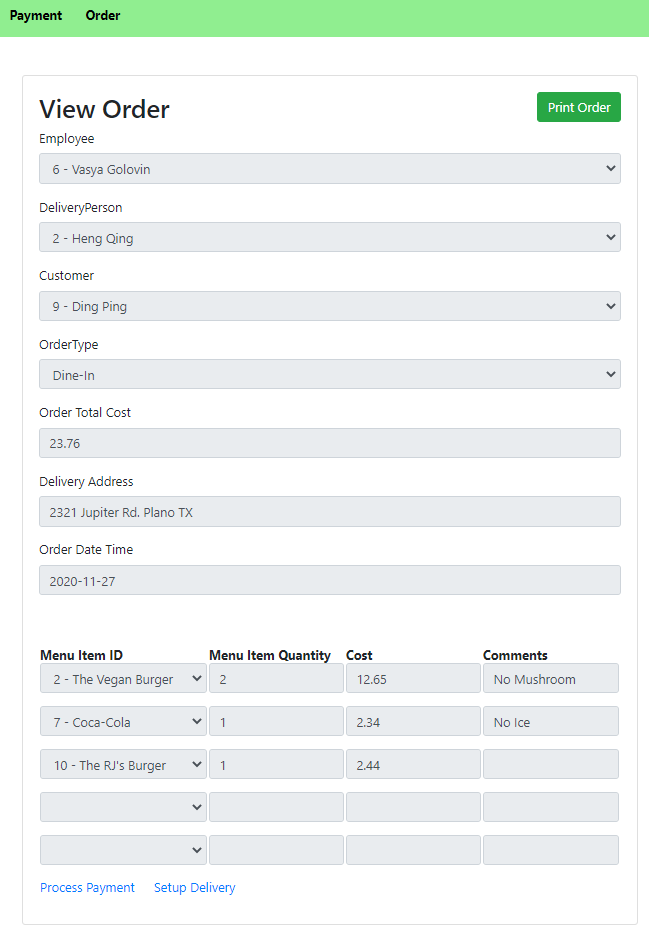 Payment Order
View Order Print Order
Employee
6 - Vasya Golovin
DeliveryPerson
2 - Heng Qing
Customer
9 - Ding Ping
OrderType
Dine-In
Order Total Cost
23.76
Delivery Address
2321 Jupiter Rd. Plano TX
Order Date Time
2020-11-27
Menu Item ID Menu Item Quantity Cost Comments
2 - The Vegan Burger 2 12.65 No Mushroom
7 - Coca-Cola 1 2.34 No Ice
10 - The RJ's Burger 1 2.44
Process Payment Setup Delivery